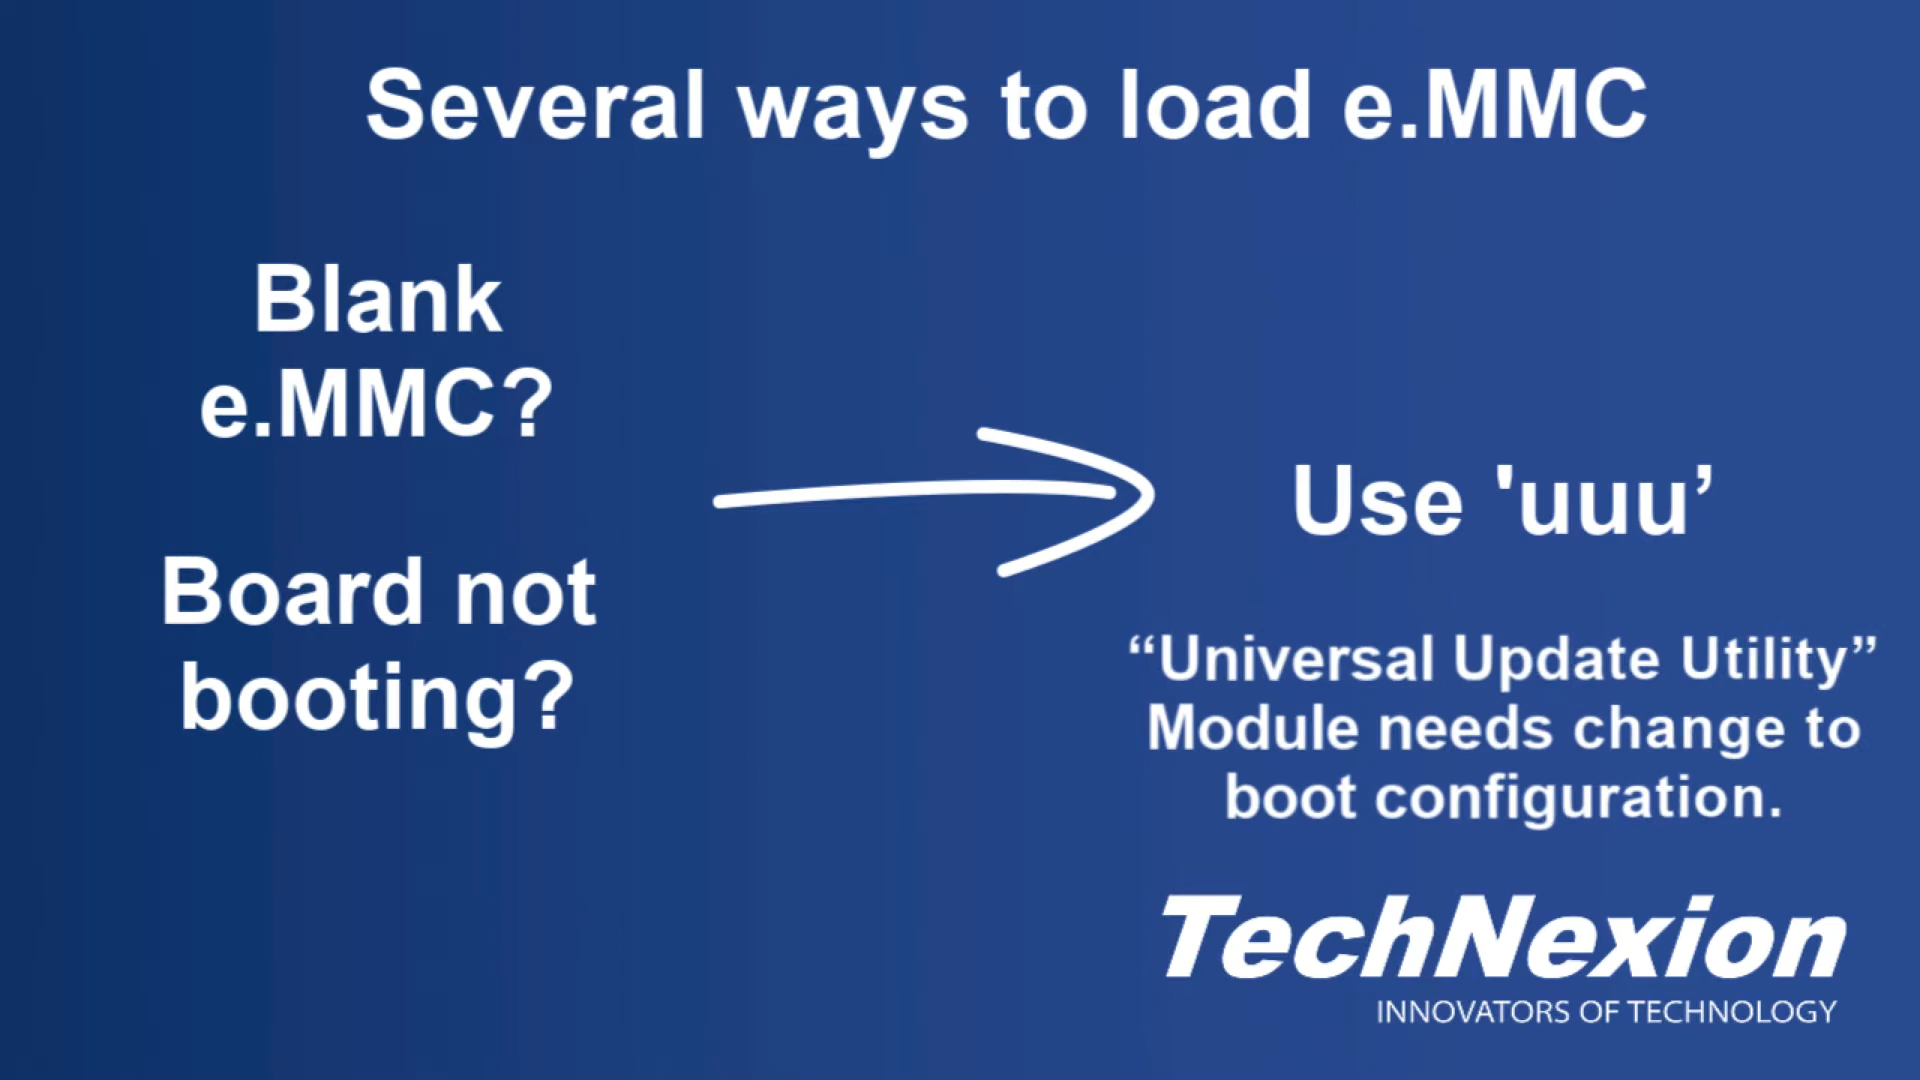 Several ways to load e.MMC
Blank
e.MMC?
Board not
booting?
Use 'uuu’
“Universal Update Utility”
Module needs change to
boot configuration.
TechNexion
INNOVATORS OF TECHNOLOGY